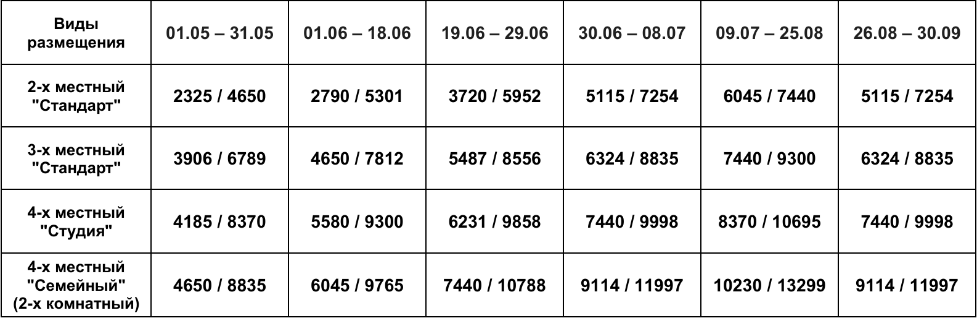 Виды
размещения
01.05 – 31.05
01.06 – 18.06
19.06 – 29.06
30.06 – 08.07
09.07 – 25.08
26.08 – 30.09
2-х местный
"Стандарт"
2325 / 4650
2790 / 5301
3720 / 5952
5115 / 7254
6045 / 7440
5115 / 7254
3-х местный
"Стандарт"
3906 / 6789
4650 / 7812
5487 / 8556
6324 / 8835
7440 / 9300
6324 / 8835
4-х местный
"Студия"
4185 / 8370
5580 / 9300
6231 / 9858
7440 / 9998
8370 / 10695
7440 / 9998
4-х местный
"Семейный"
(2-х комнатный)
4650 / 8835
6045 / 9765
7440 / 10788
9114 / 11997
10230 / 13299
9114 / 11997